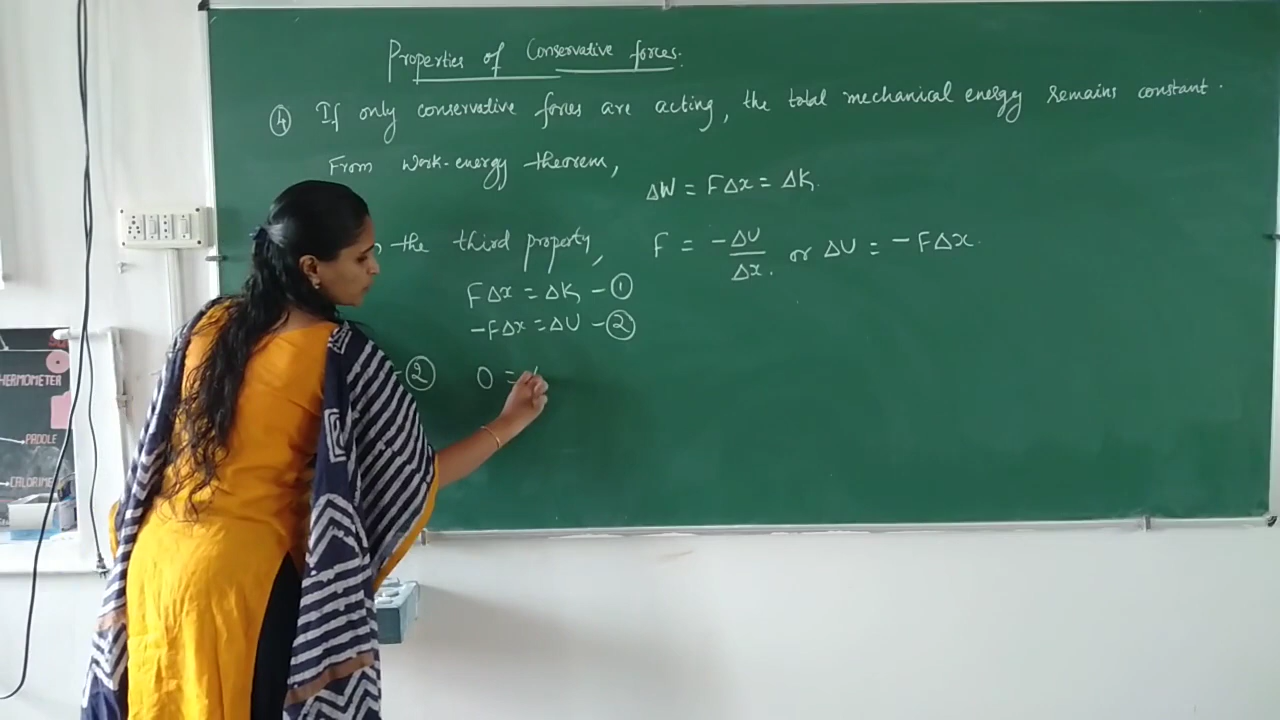 Properties of Conservative forces.
④ If only conservative forces are acting, the total mechanical energy remains constant.
From Work-energy theorem, ΔW = FΔx = ΔK.
the third property, F = -ΔU/Δx. or ΔU = -FΔx.
FΔx = ΔK - ①
-FΔx = ΔU - ②
② 0 =
THERMOMETER
PADDLE
CALORIME